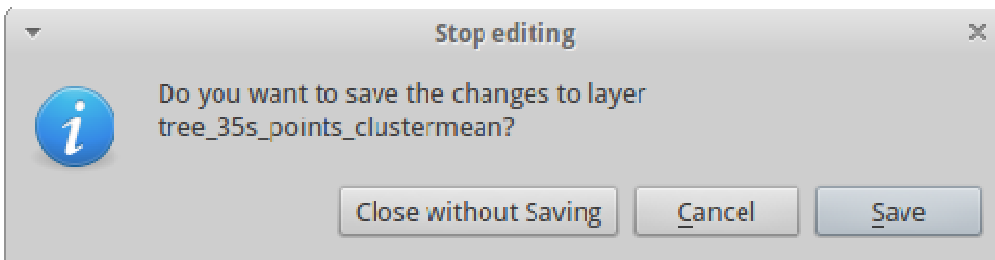 Stop editing
Do you want to save the changes to layer
tree_35s_points_clustermean?
Close without Saving
Cancel
Save